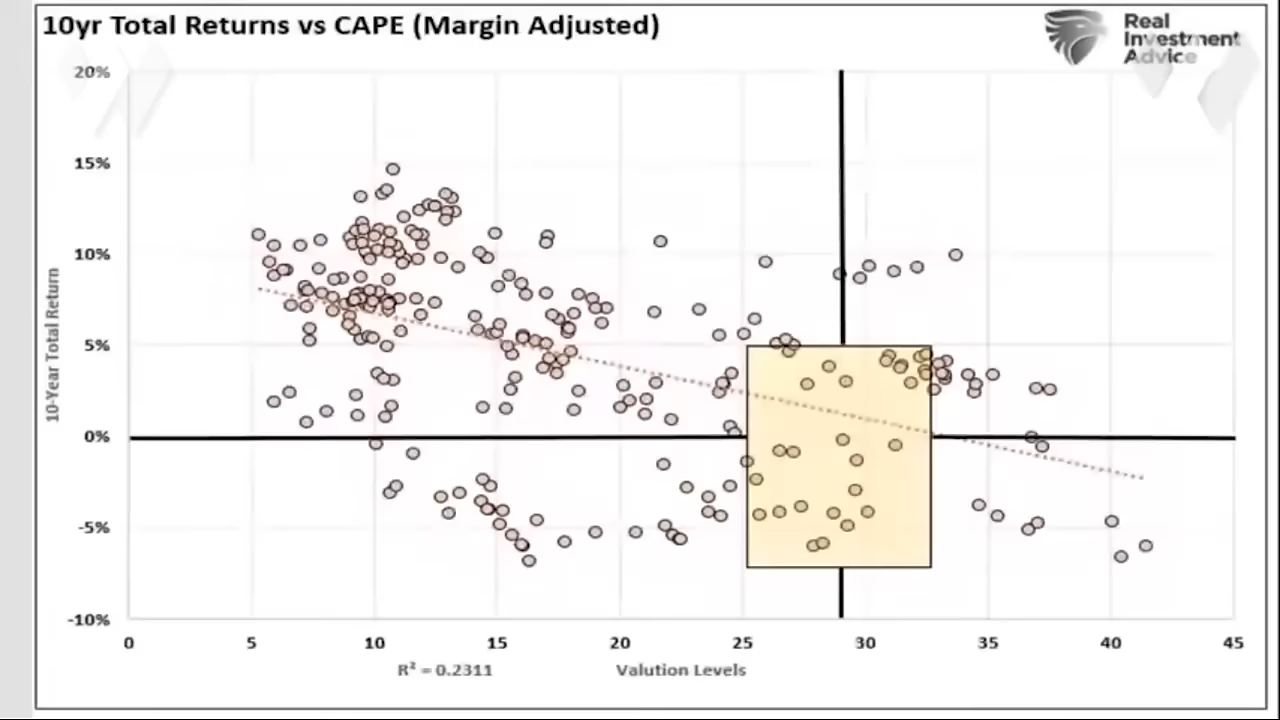 10yr Total Returns vs CAPE (Margin Adjusted)
Real
Investment
Advice
20%
15%
10%
5%
0%
-5%
-10%
10-Year Total Return
0 5 10 15 20 25 30 35 40 45
R² = 0.2311 Valution Levels